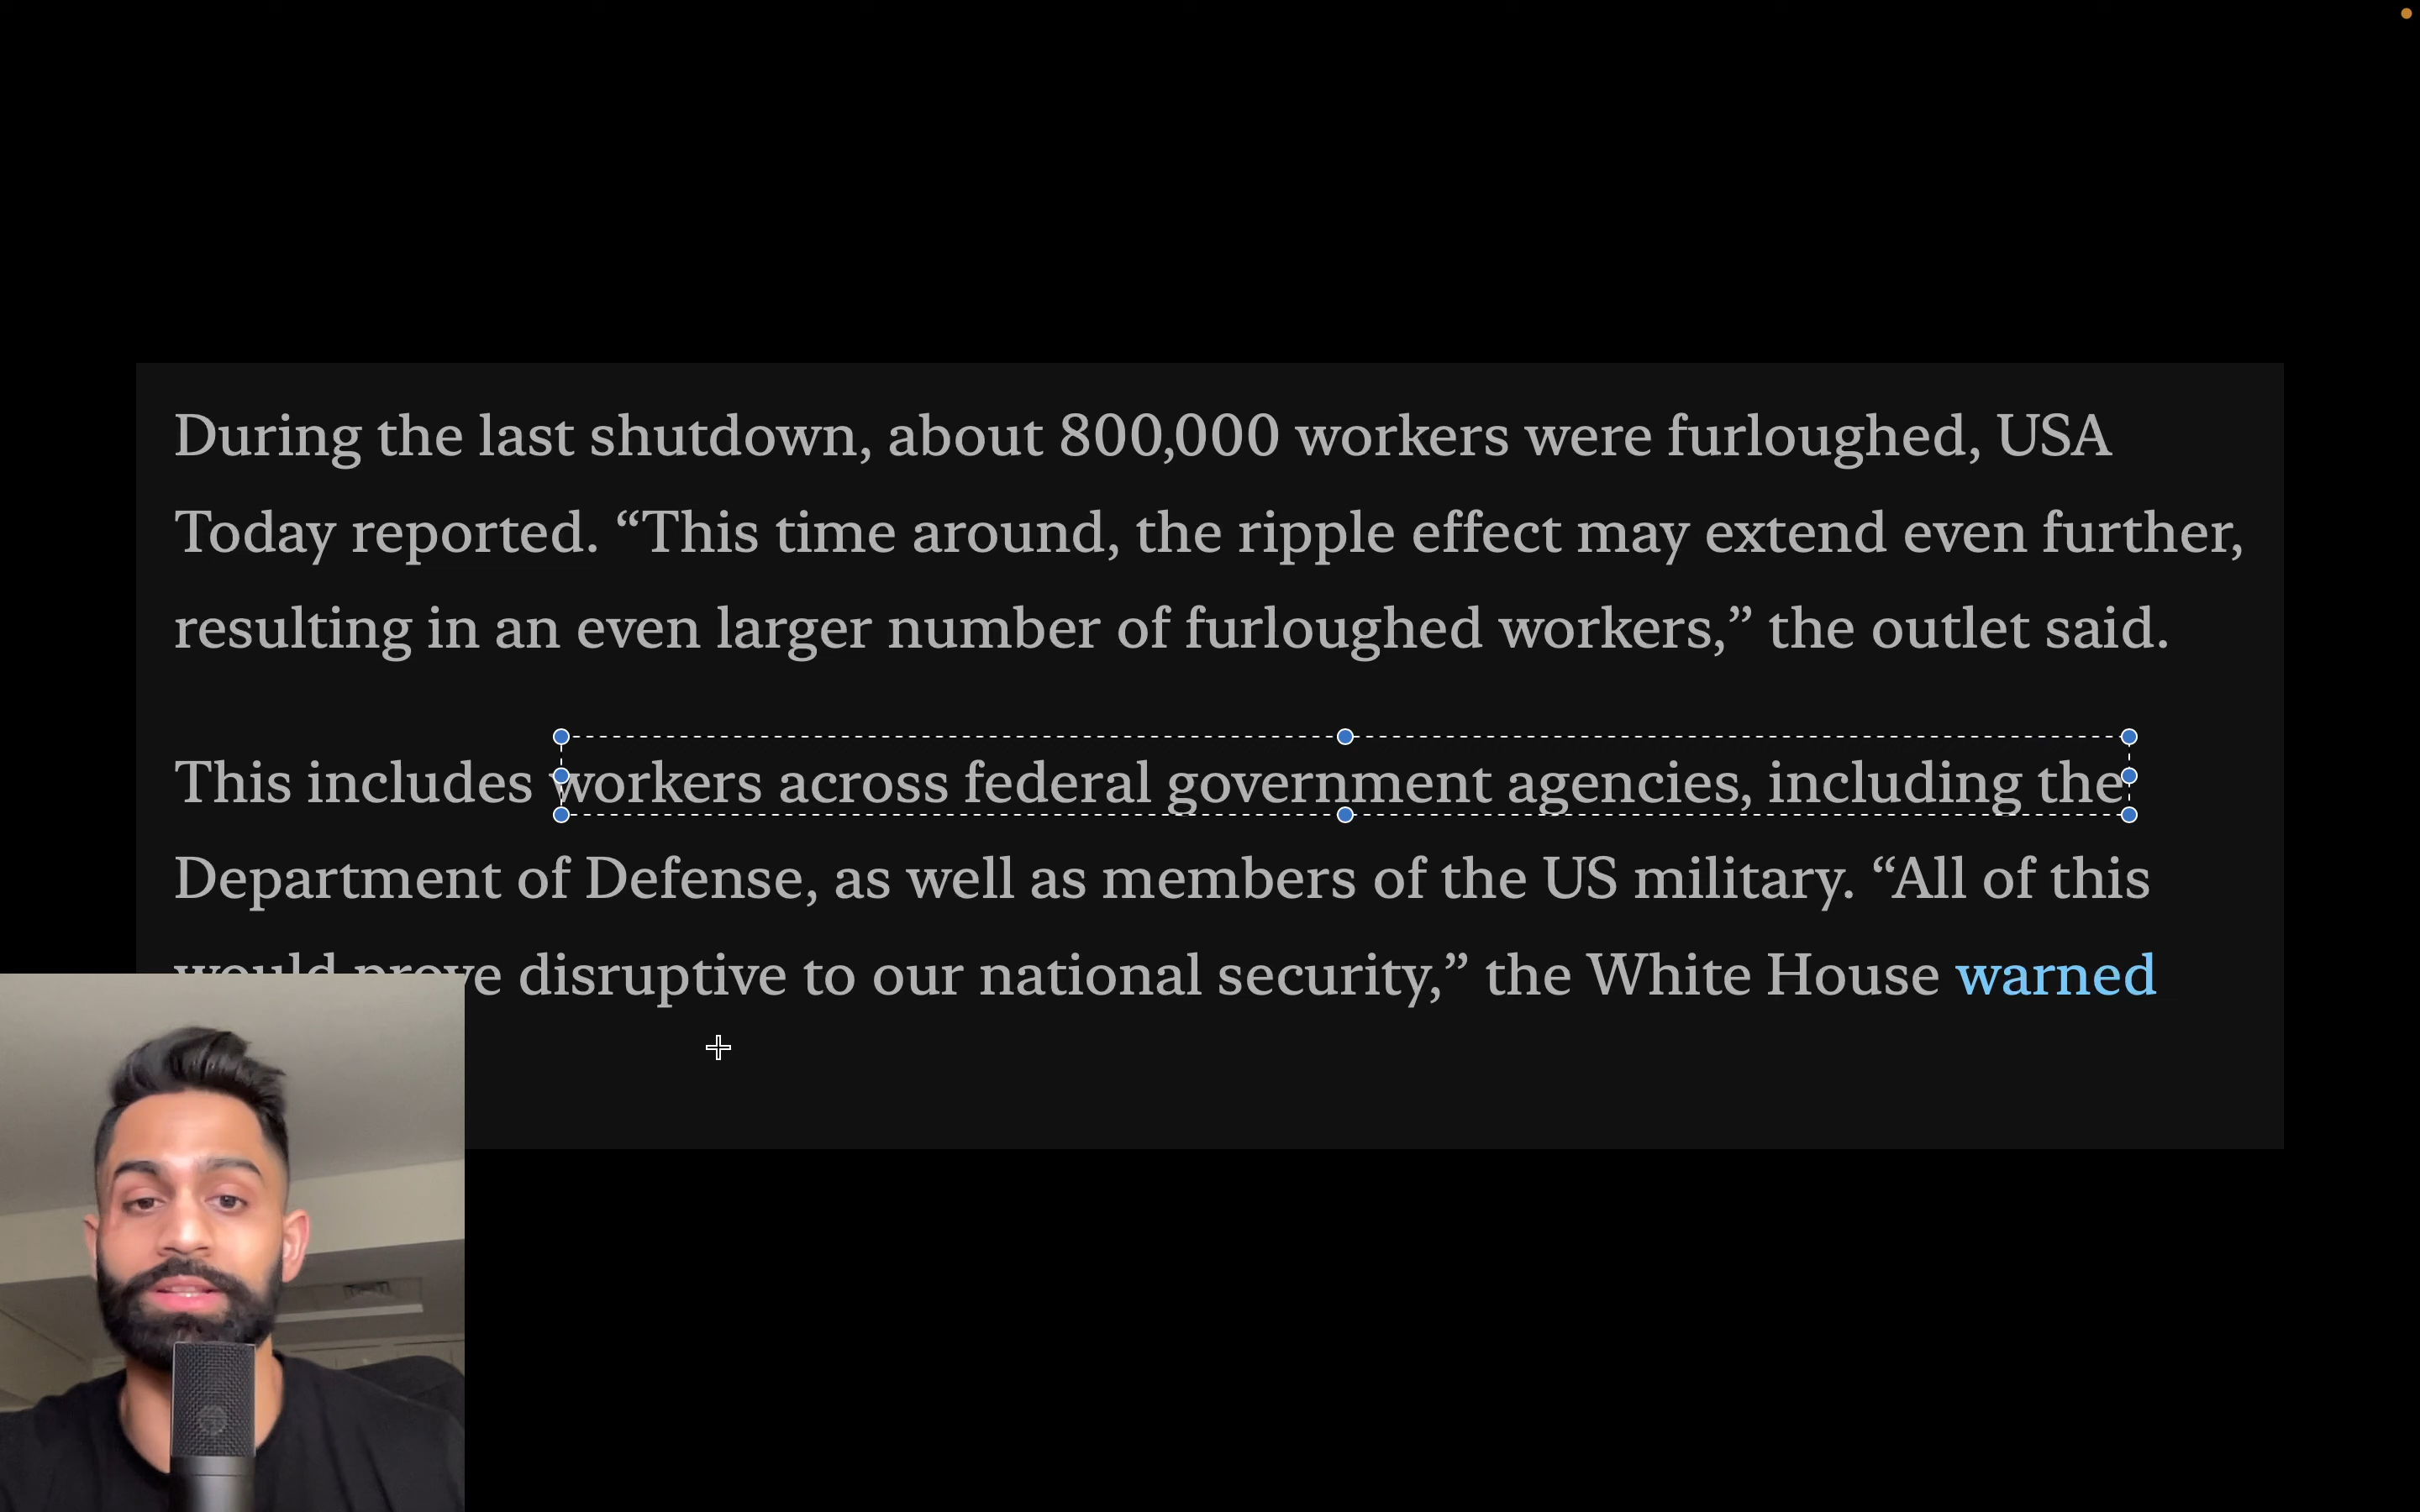 During the last shutdown, about 800,000 workers were furloughed, USA
Today reported. “This time around, the ripple effect may extend even further,
resulting in an even larger number of furloughed workers,” the outlet said.
This includes workers across federal government agencies, including the
Department of Defense, as well as members of the US military. “All of this
would prove disruptive to our national security,” the White House warned